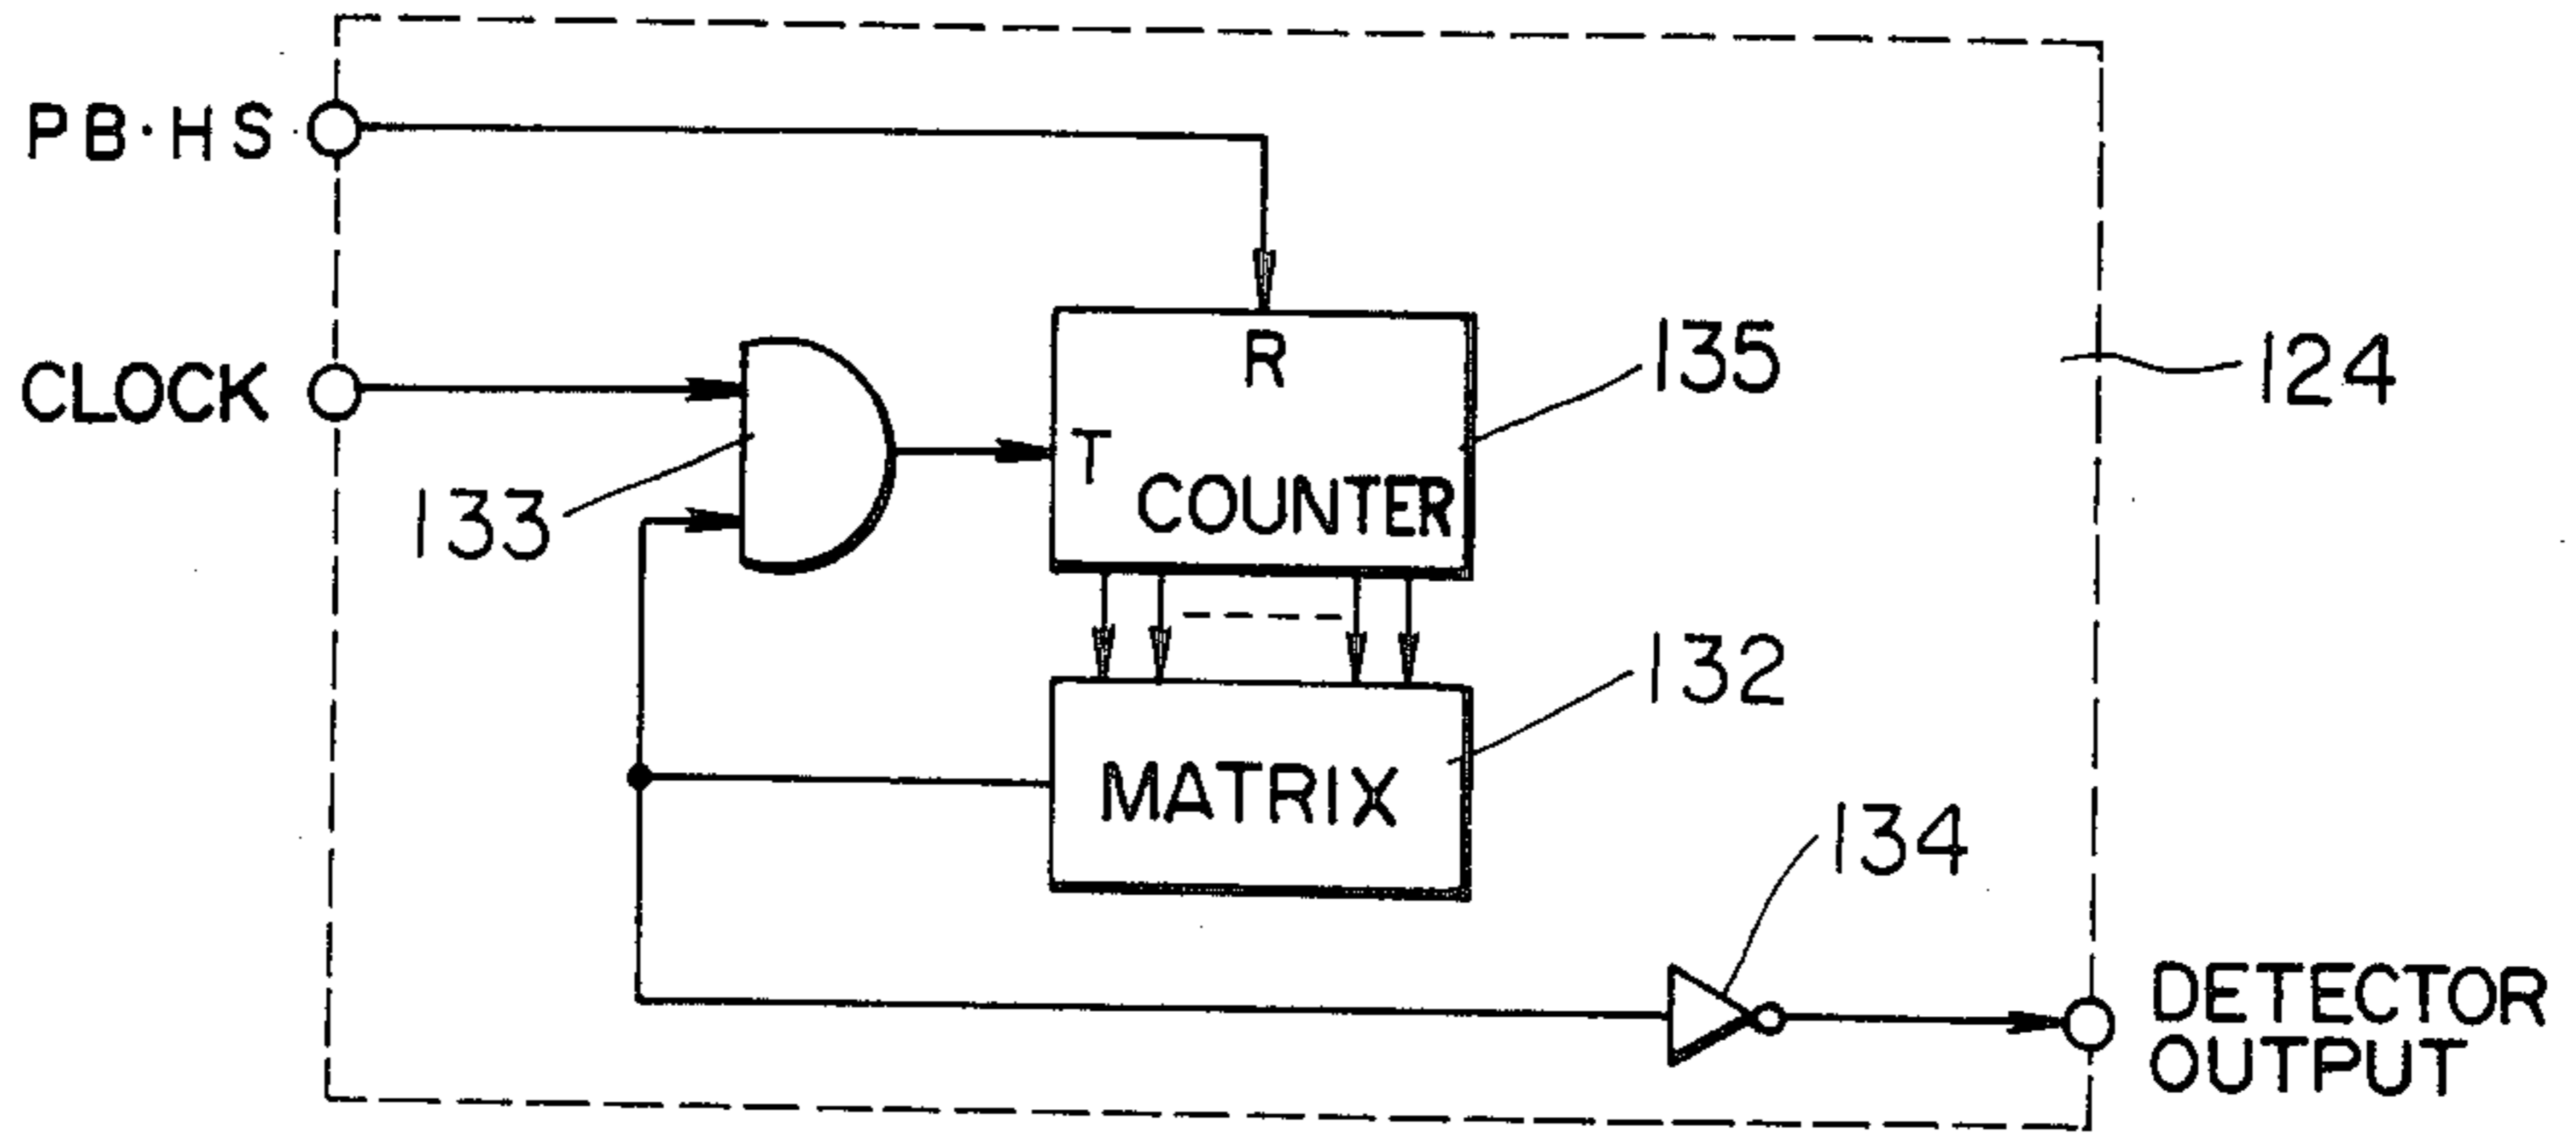 PB·HS
CLOCK
133
R
T
COUNTER
135
124
MATRIX
132
134
DETECTOR
OUTPUT